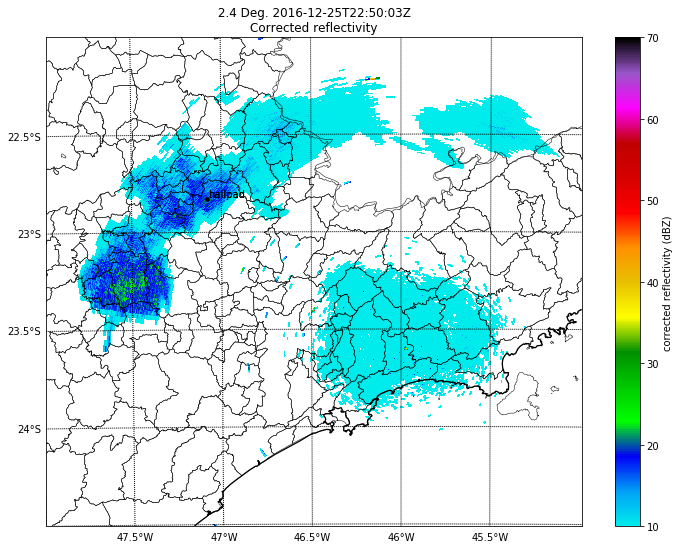 2.4 Deg. 2016-12-25T22:50:03Z
Corrected reflectivity
70
60
50
40
30
20
10
corrected reflectivity (dBZ)
22.5°S
23°S
23.5°S
24°S
hailpad
47.5°W
47°W
46.5°W
46°W
45.5°W